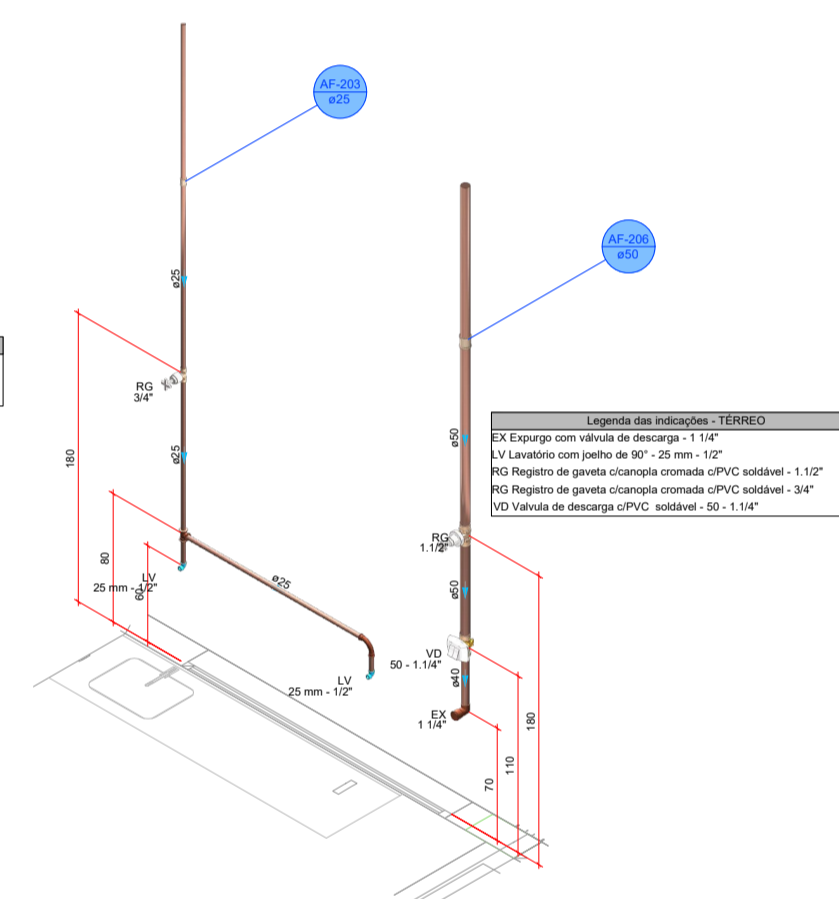 AF-203
ø25
AF-206
ø50
ø25
RG
3/4"
ø25
180
80
60
LV
25 mm - 1/2"
ø25
LV
25 mm - 1/2"
ø50
RG
1.1/2"
ø50
VD
50 - 1.1/4"
ø40
EX
1 1/4"
70
110
180
Legenda das indicações - TÉRREO
EX Expurgo com válvula de descarga - 1 1/4"
LV Lavatório com joelho de 90° - 25 mm - 1/2"
RG Registro de gaveta c/canopla cromada c/PVC soldável - 1.1/2"
RG Registro de gaveta c/canopla cromada c/PVC soldável - 3/4"
VD Valvula de descarga c/PVC soldável - 50 - 1.1/4"